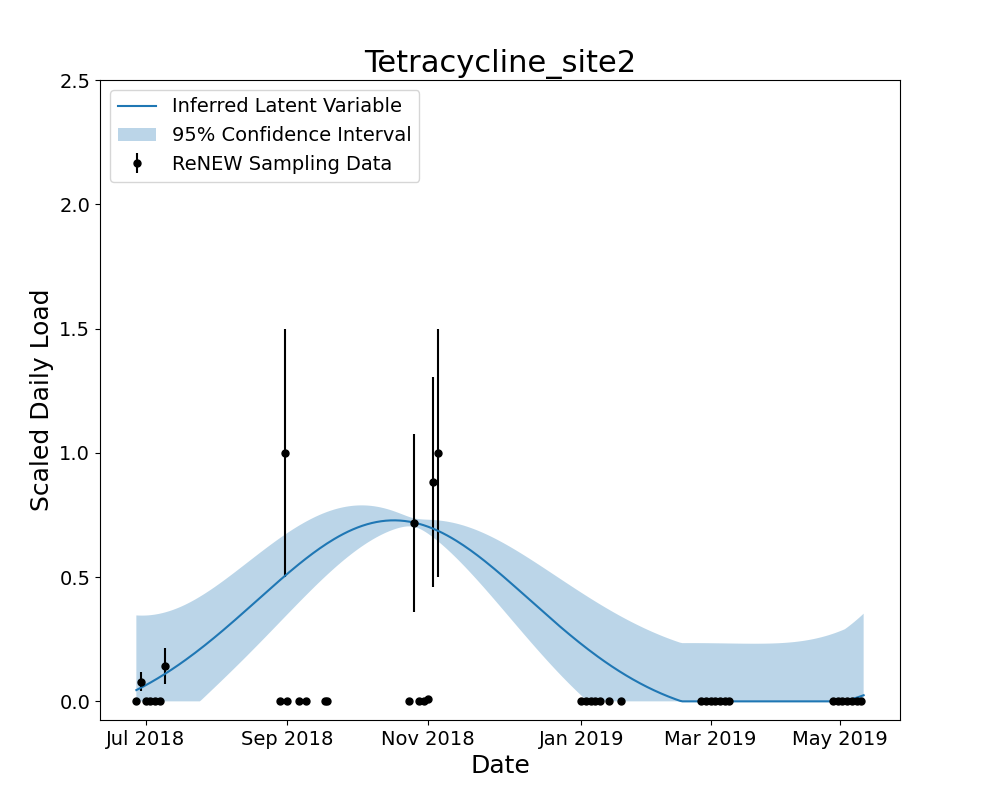 Tetracycline_site2
2.5
Inferred Latent Variable
95% Confidence Interval
ReNEW Sampling Data
2.0
1.5
1.0
0.5
0.0
Scaled Daily Load
Jul 2018 Sep 2018 Nov 2018 Jan 2019 Mar 2019 May 2019
Date